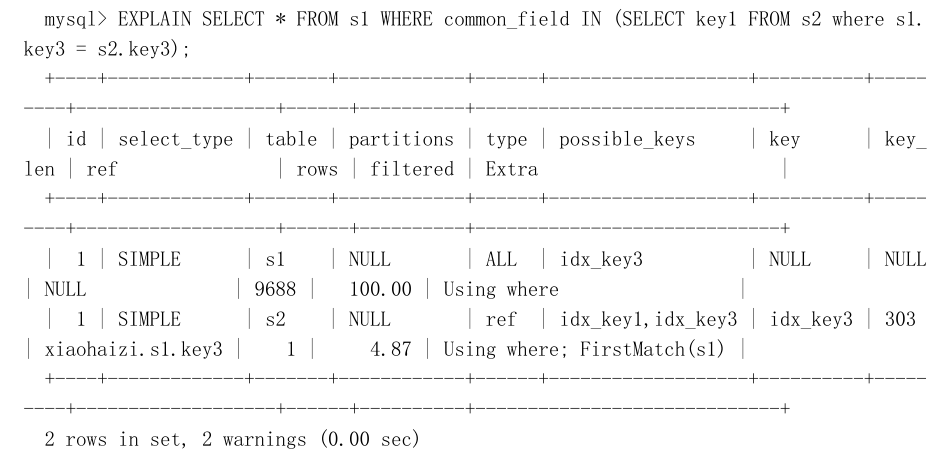 mysql> EXPLAIN SELECT * FROM s1 WHERE common_field IN (SELECT key1 FROM s2 where s1.
key3 = s2.key3);
+----+-------------+-------+------------+------+-------------------+----------+-----
----+-------------------+------+----------+-----------------------------+
| id | select_type | table | partitions | type | possible_keys     | key      | key_
len | ref               | rows | filtered | Extra                       |
+----+-------------+-------+------------+------+-------------------+----------+-----
----+-------------------+------+----------+-----------------------------+
|  1 | SIMPLE      | s1    | NULL       | ALL  | idx_key3          | NULL     | NULL
| NULL              | 9688 |   100.00 | Using where                 |
|  1 | SIMPLE      | s2    | NULL       | ref  | idx_key1,idx_key3 | idx_key3 | 303
| xiaohaizi.s1.key3 |    1 |     4.87 | Using where; FirstMatch(s1) |
+----+-------------+-------+------------+------+-------------------+----------+-----
----+-------------------+------+----------+-----------------------------+
2 rows in set, 2 warnings (0.00 sec)